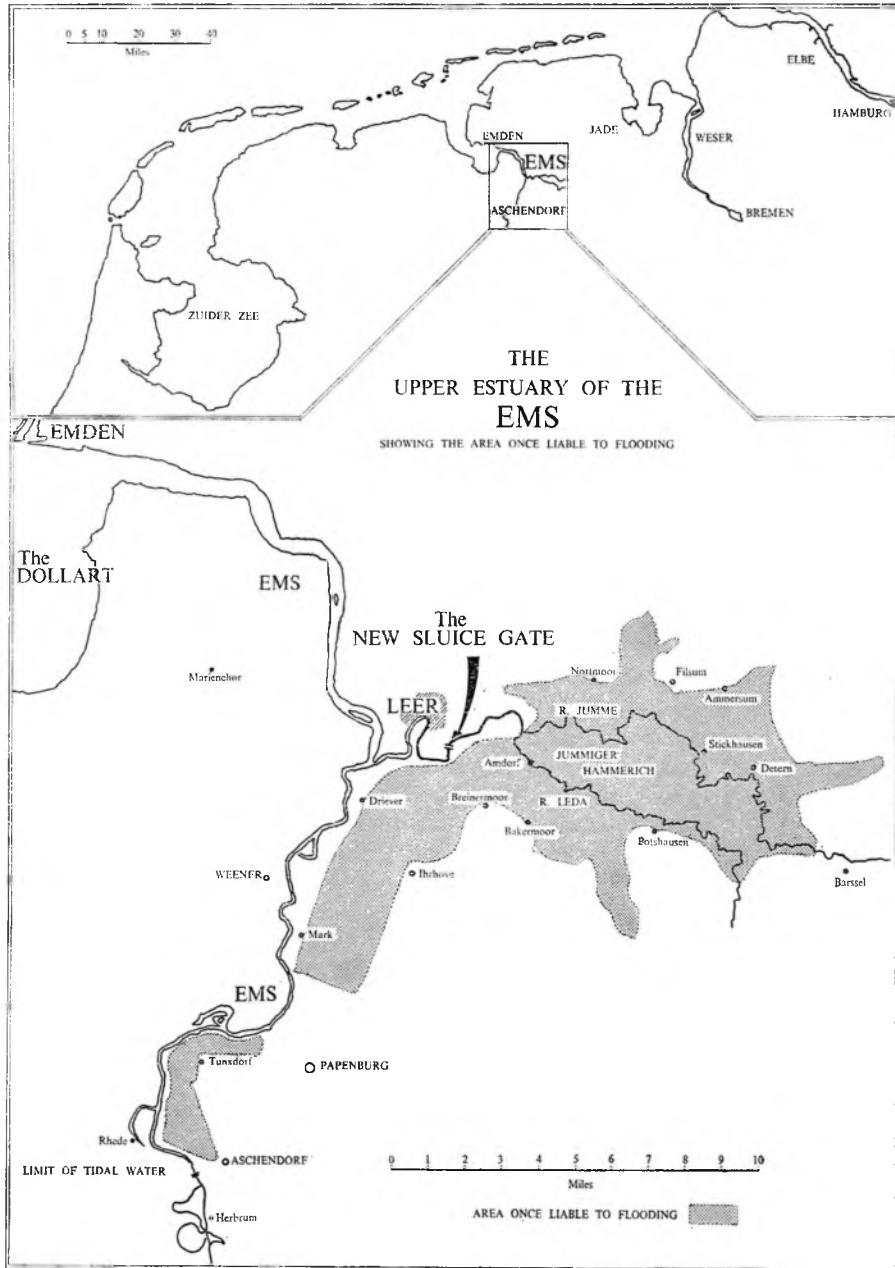 0 5 10 20 30 40
Miles
ELBE
HAMBURG
EMDEN
JADE
WESER
EMS
ASCHENDORF
BREMEN
ZUIDER ZEE
THE
UPPER ESTUARY OF THE
EMS
SHOWING THE AREA ONCE LIABLE TO FLOODING
EMDEN
The
DOLLART
EMS
The
NEW SLUICE GATE
Marienchor
Nortmoor
Filsum
Ammersum
LEER
R. JUMME
Stickhausen
JUMMIGER
HAMMERICH
Amdorf
Detern
Driever
Breinermoor
R. LEDA
Bakermoor
Potshausen
WEENER
Ihrhove
Barssel
Mark
EMS
Tunxdorf
PAPENBURG
Rhede
ASCHENDORF
LIMIT OF TIDAL WATER
0 1 2 3 4 5 6 7 8 9 10
Miles
Herbrum
AREA ONCE LIABLE TO FLOODING